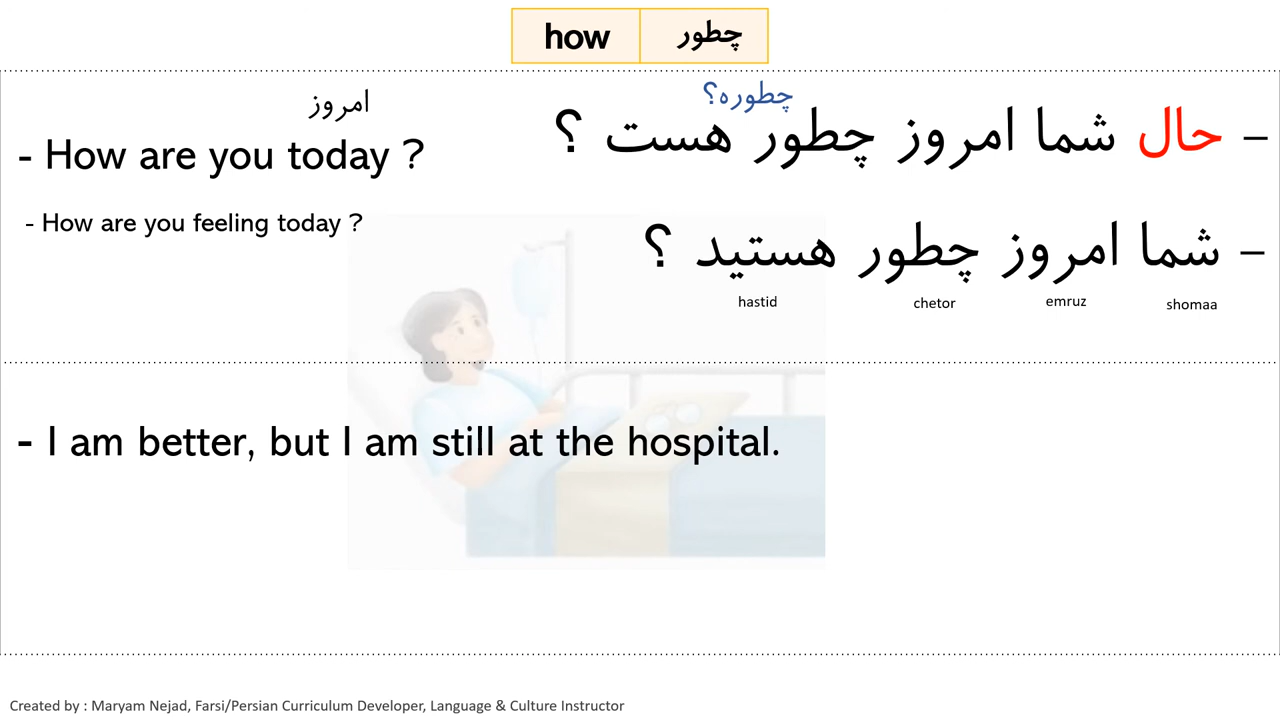 how چطور
امروز
- How are you today ?
- How are you feeling today ?
چطوره؟
– حال شما امروز چطور هست ؟
– شما امروز چطور هستید ؟
hastid chetor emruz shomaa
- I am better, but I am still at the hospital.
Created by : Maryam Nejad, Farsi/Persian Curriculum Developer, Language & Culture Instructor